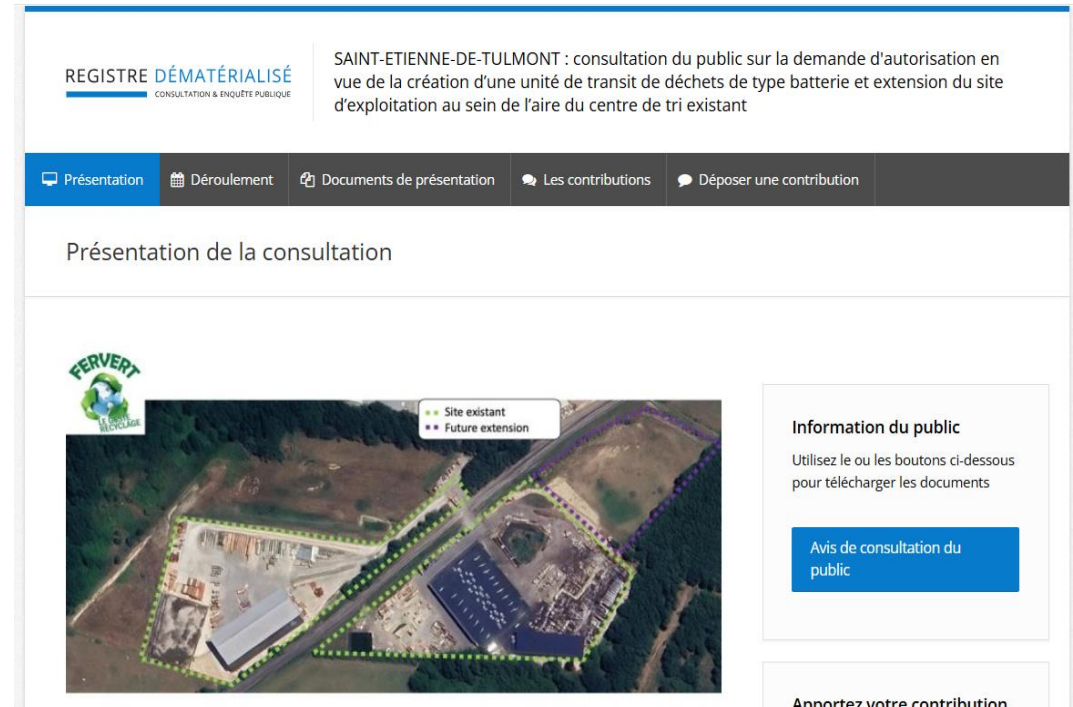 REGISTRE DÉMATÉRIALISÉ
CONSULTATION & ENQUÊTE PUBLIQUE
SAINT-ETIENNE-DE-TULMONT : consultation du public sur la demande d'autorisation en
vue de la création d’une unité de transit de déchets de type batterie et extension du site
d’exploitation au sein de l’aire du centre de tri existant
Présentation
Déroulement
Documents de présentation
Les contributions
Déposer une contribution
Présentation de la consultation
FERVERT
LE GESTE
RECYCLAGE
Site existant
Future extension
Information du public
Utilisez le ou les boutons ci-dessous
pour télécharger les documents
Avis de consultation du
public
Apportez votre contribution